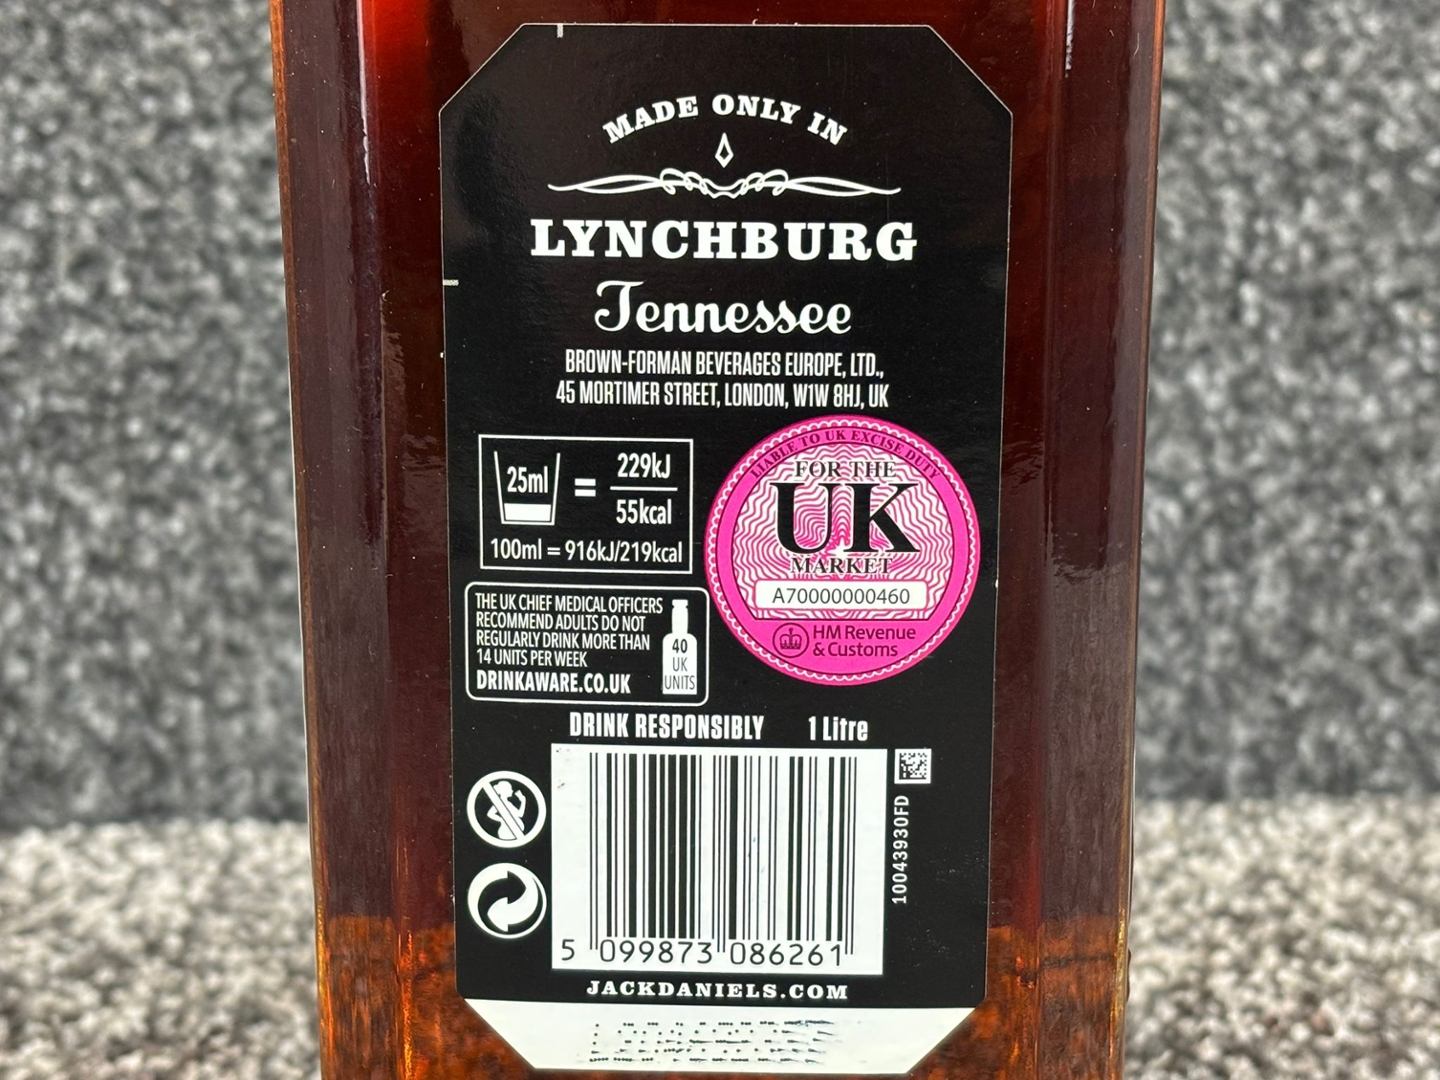 MADE ONLY IN
LYNCHBURG
Tennessee
BROWN-FORMAN BEVERAGES EUROPE, LTD.,
45 MORTIMER STREET, LONDON, W1W 8HJ, UK
25ml = 229kJ
55kcal
100ml = 916kJ/219kcal
LIABLE TO UK EXCISE DUTY
FOR THE
UK
MARKET
A70000000460
HM Revenue
& Customs
THE UK CHIEF MEDICAL OFFICERS
RECOMMEND ADULTS DO NOT
REGULARLY DRINK MORE THAN
14 UNITS PER WEEK
DRINKAWARE.CO.UK
40
UK
UNITS
DRINK RESPONSIBLY 1 Litre
10043930FD
5 099873 086261
JACKDANIELS.COM